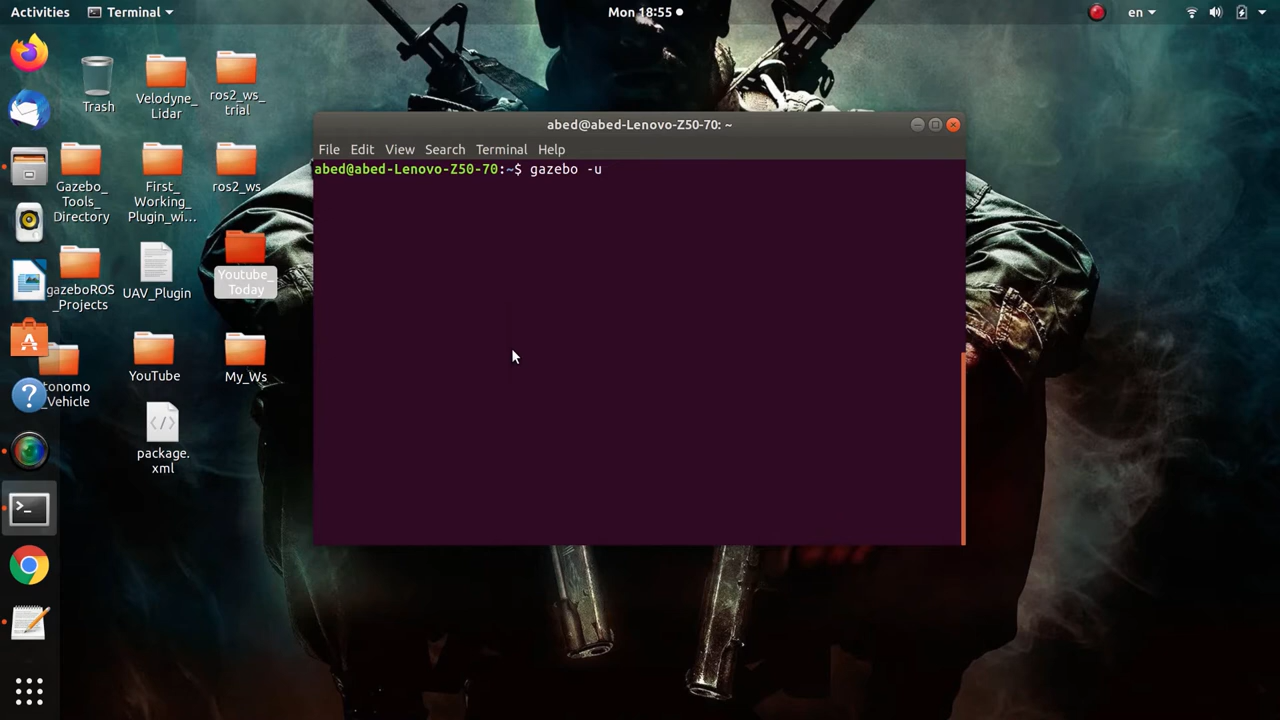 Activities Terminal Mon 18:55 en
Trash
Velodyne_
Lidar
ros2_ws_
trial
Gazebo_
Tools_
Directory
First_
Working_
Plugin_wi...
ros2_ws
gazeboROS
_Projects
UAV_Plugin
Youtube_
Today
tonomo
_Vehicle
YouTube
My_Ws
package.
xml
abed@abed-Lenovo-Z50-70: ~
File Edit View Search Terminal Help
abed@abed-Lenovo-Z50-70:~$ gazebo -u